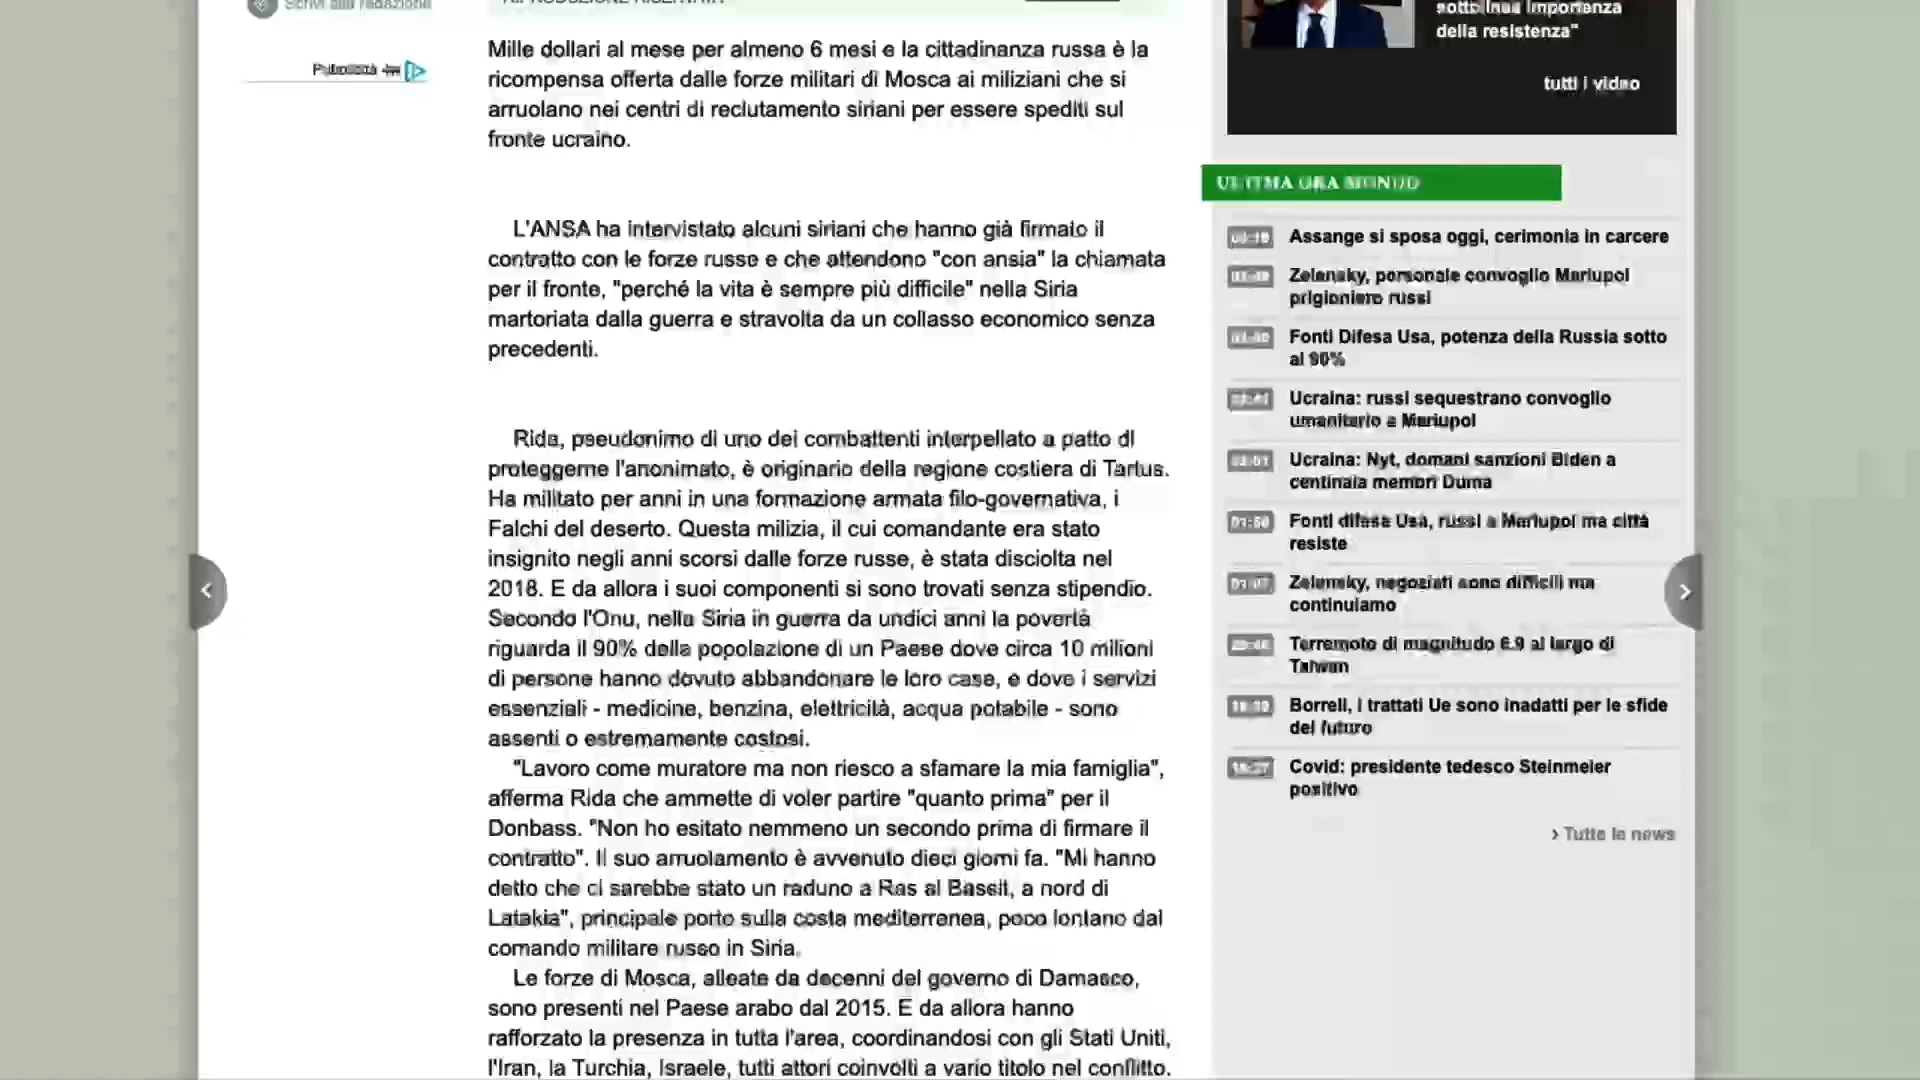 Scrivi alla redazione
Pubblicità
Mille dollari al mese per almeno 6 mesi e la cittadinanza russa è la
ricompensa offerta dalle forze militari di Mosca ai miliziani che si
arruolano nei centri di reclutamento siriani per essere spediti sul
fronte ucraino.
L'ANSA ha intervistato alcuni siriani che hanno già firmato il
contratto con le forze russe e che attendono "con ansia" la chiamata
per il fronte, "perché la vita è sempre più difficile" nella Siria
martoriata dalla guerra e stravolta da un collasso economico senza
precedenti.
Rida, pseudonimo di uno dei combattenti interpellato a patto di
proteggerne l'anonimato, è originario della regione costiera di Tartus.
Ha militato per anni in una formazione armata filo-governativa, i
Falchi del deserto. Questa milizia, il cui comandante era stato
insignito negli anni scorsi dalle forze russe, è stata disciolta nel
2018. E da allora i suoi componenti si sono trovati senza stipendio.
Secondo l'Onu, nella Siria in guerra da undici anni la povertà
riguarda il 90% della popolazione di un Paese dove circa 10 milioni
di persone hanno dovuto abbandonare le loro case, e dove i servizi
essenziali - medicine, benzina, elettricità, acqua potabile - sono
assenti o estremamente costosi.
"Lavoro come muratore ma non riesco a sfamare la mia famiglia",
afferma Rida che ammette di voler partire "quanto prima" per il
Donbass. "Non ho esitato nemmeno un secondo prima di firmare il
contratto". Il suo arruolamento è avvenuto dieci giorni fa. "Mi hanno
detto che ci sarebbe stato un raduno a Ras al Bassit, a nord di
Latakia", principale porto sulla costa mediterranea, poco lontano dal
comando militare russo in Siria.
Le forze di Mosca, alleate da decenni del governo di Damasco,
sono presenti nel Paese arabo dal 2015. E da allora hanno
rafforzato la presenza in tutta l'area, coordinandosi con gli Stati Uniti,
l'Iran, la Turchia, Israele, tutti attori coinvolti a vario titolo nel conflitto.
sottolinea importanza
della resistenza"
tutti i video
ULTIMA ORA MONDO
Assange si sposa oggi, cerimonia in carcere
Zelensky, personale convoglio Mariupol
prigioniero russi
Fonti Difesa Usa, potenza della Russia sotto
al 90%
Ucraina: russi sequestrano convoglio
umanitario a Mariupol
Ucraina: Nyt, domani sanzioni Biden a
centinaia membri Duma
Fonti difesa Usa, russi a Mariupol ma città
resiste
Zelensky, negoziati sono difficili ma
continuiamo
Terremoto di magnitudo 6.9 al largo di
Taiwan
Borrell, i trattati Ue sono inadatti per le sfide
del futuro
Covid: presidente tedesco Steinmeier
positivo
› Tutte le news